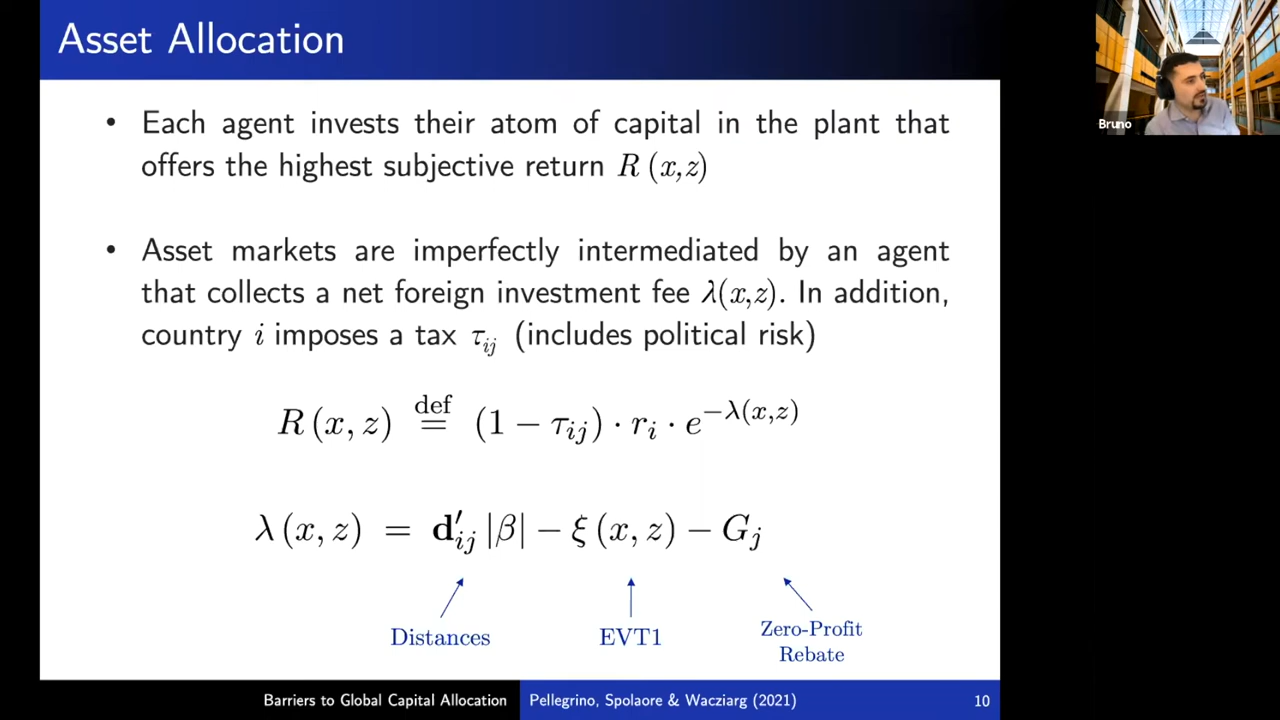 Asset Allocation
• Each agent invests their atom of capital in the plant that
offers the highest subjective return R (x,z)
• Asset markets are imperfectly intermediated by an agent
that collects a net foreign investment fee λ(x,z). In addition,
country i imposes a tax τ_ij (includes political risk)
R (x, z) def= (1 − τ_ij) · r_i · e^{−λ(x,z)}
λ (x, z) = d′_ij |β| − ξ (x, z) − G_j
Distances
EVT1
Zero-Profit
Rebate
Barriers to Global Capital Allocation
Pellegrino, Spolaore & Wacziarg (2021)
10
Bruno